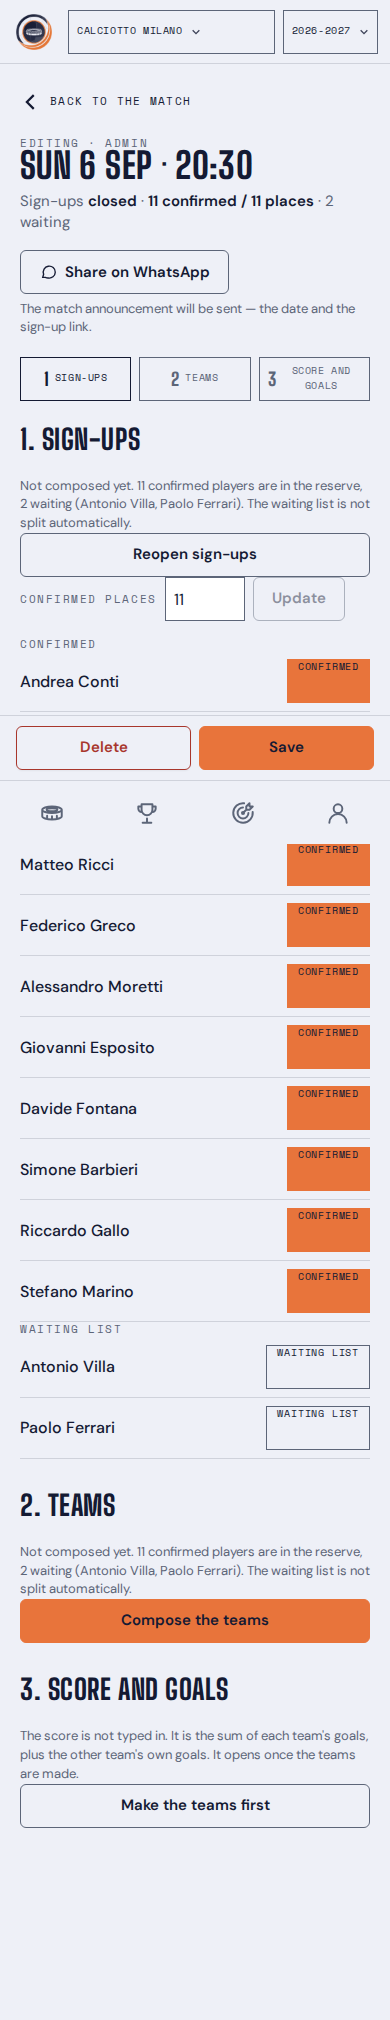 CALCIOTTO MILANO
2026-2027
BACK TO THE MATCH
EDITING · ADMIN
SUN 6 SEP · 20:30
Sign-ups closed · 11 confirmed / 11 places · 2
waiting
Share on WhatsApp
The match announcement will be sent — the date and the
sign-up link.
1 SIGN-UPS
2 TEAMS
3 SCORE AND
GOALS
1. SIGN-UPS
Not composed yet. 11 confirmed players are in the reserve,
2 waiting (Antonio Villa, Paolo Ferrari). The waiting list is not
split automatically.
Reopen sign-ups
CONFIRMED PLACES 11 Update
CONFIRMED
Andrea Conti CONFIRMED
Delete Save
Matteo Ricci CONFIRMED
Federico Greco CONFIRMED
Alessandro Moretti CONFIRMED
Giovanni Esposito CONFIRMED
Davide Fontana CONFIRMED
Simone Barbieri CONFIRMED
Riccardo Gallo CONFIRMED
Stefano Marino CONFIRMED
WAITING LIST
Antonio Villa WAITING LIST
Paolo Ferrari WAITING LIST
2. TEAMS
Not composed yet. 11 confirmed players are in the reserve,
2 waiting (Antonio Villa, Paolo Ferrari). The waiting list is not
split automatically.
Compose the teams
3. SCORE AND GOALS
The score is not typed in. It is the sum of each team's goals,
plus the other team's own goals. It opens once the teams
are made.
Make the teams first